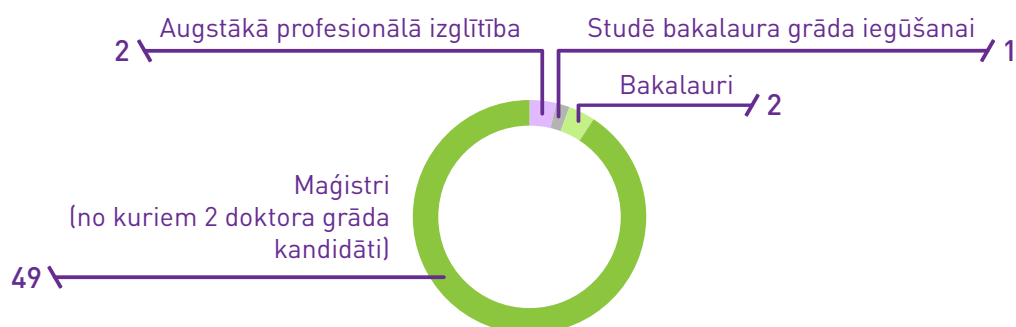 Augstākā profesionālā izglītība
2
Studē bakalaura grāda iegūšanai
1
Bakalauri
2
Maģistri
(no kuriem 2 doktora grāda
kandidāti)
49